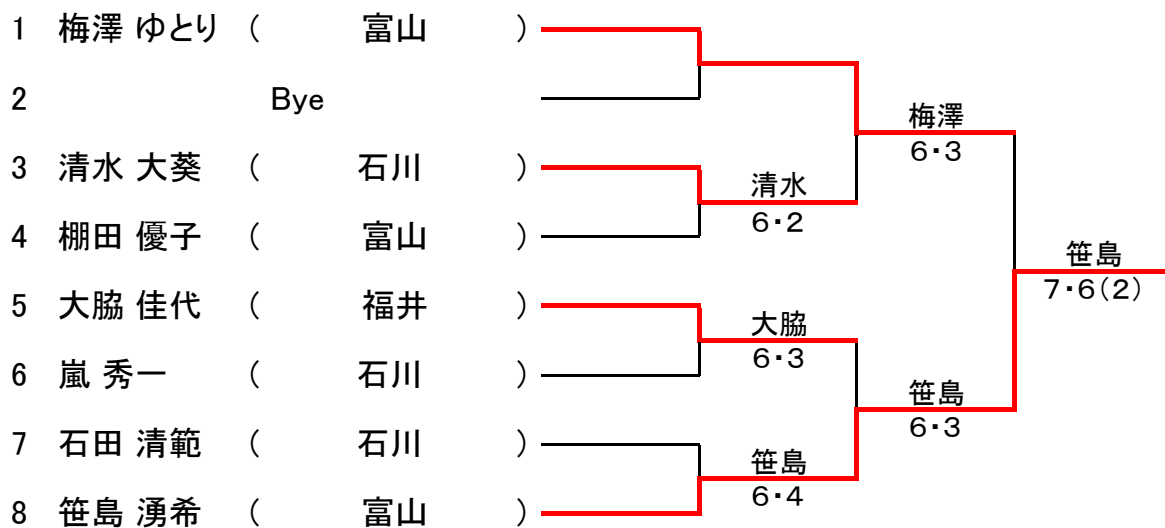 1 梅澤 ゆとり ( 富山 )
2 Bye
3 清水 大葵 ( 石川 )
4 棚田 優子 ( 富山 )
5 大脇 佳代 ( 福井 )
6 嵐 秀一 ( 石川 )
7 石田 清範 ( 石川 )
8 笹島 湧希 ( 富山 )
清水
6・2
大脇
6・3
笹島
6・4
梅澤
6・3
笹島
6・3
笹島
7・6(2)